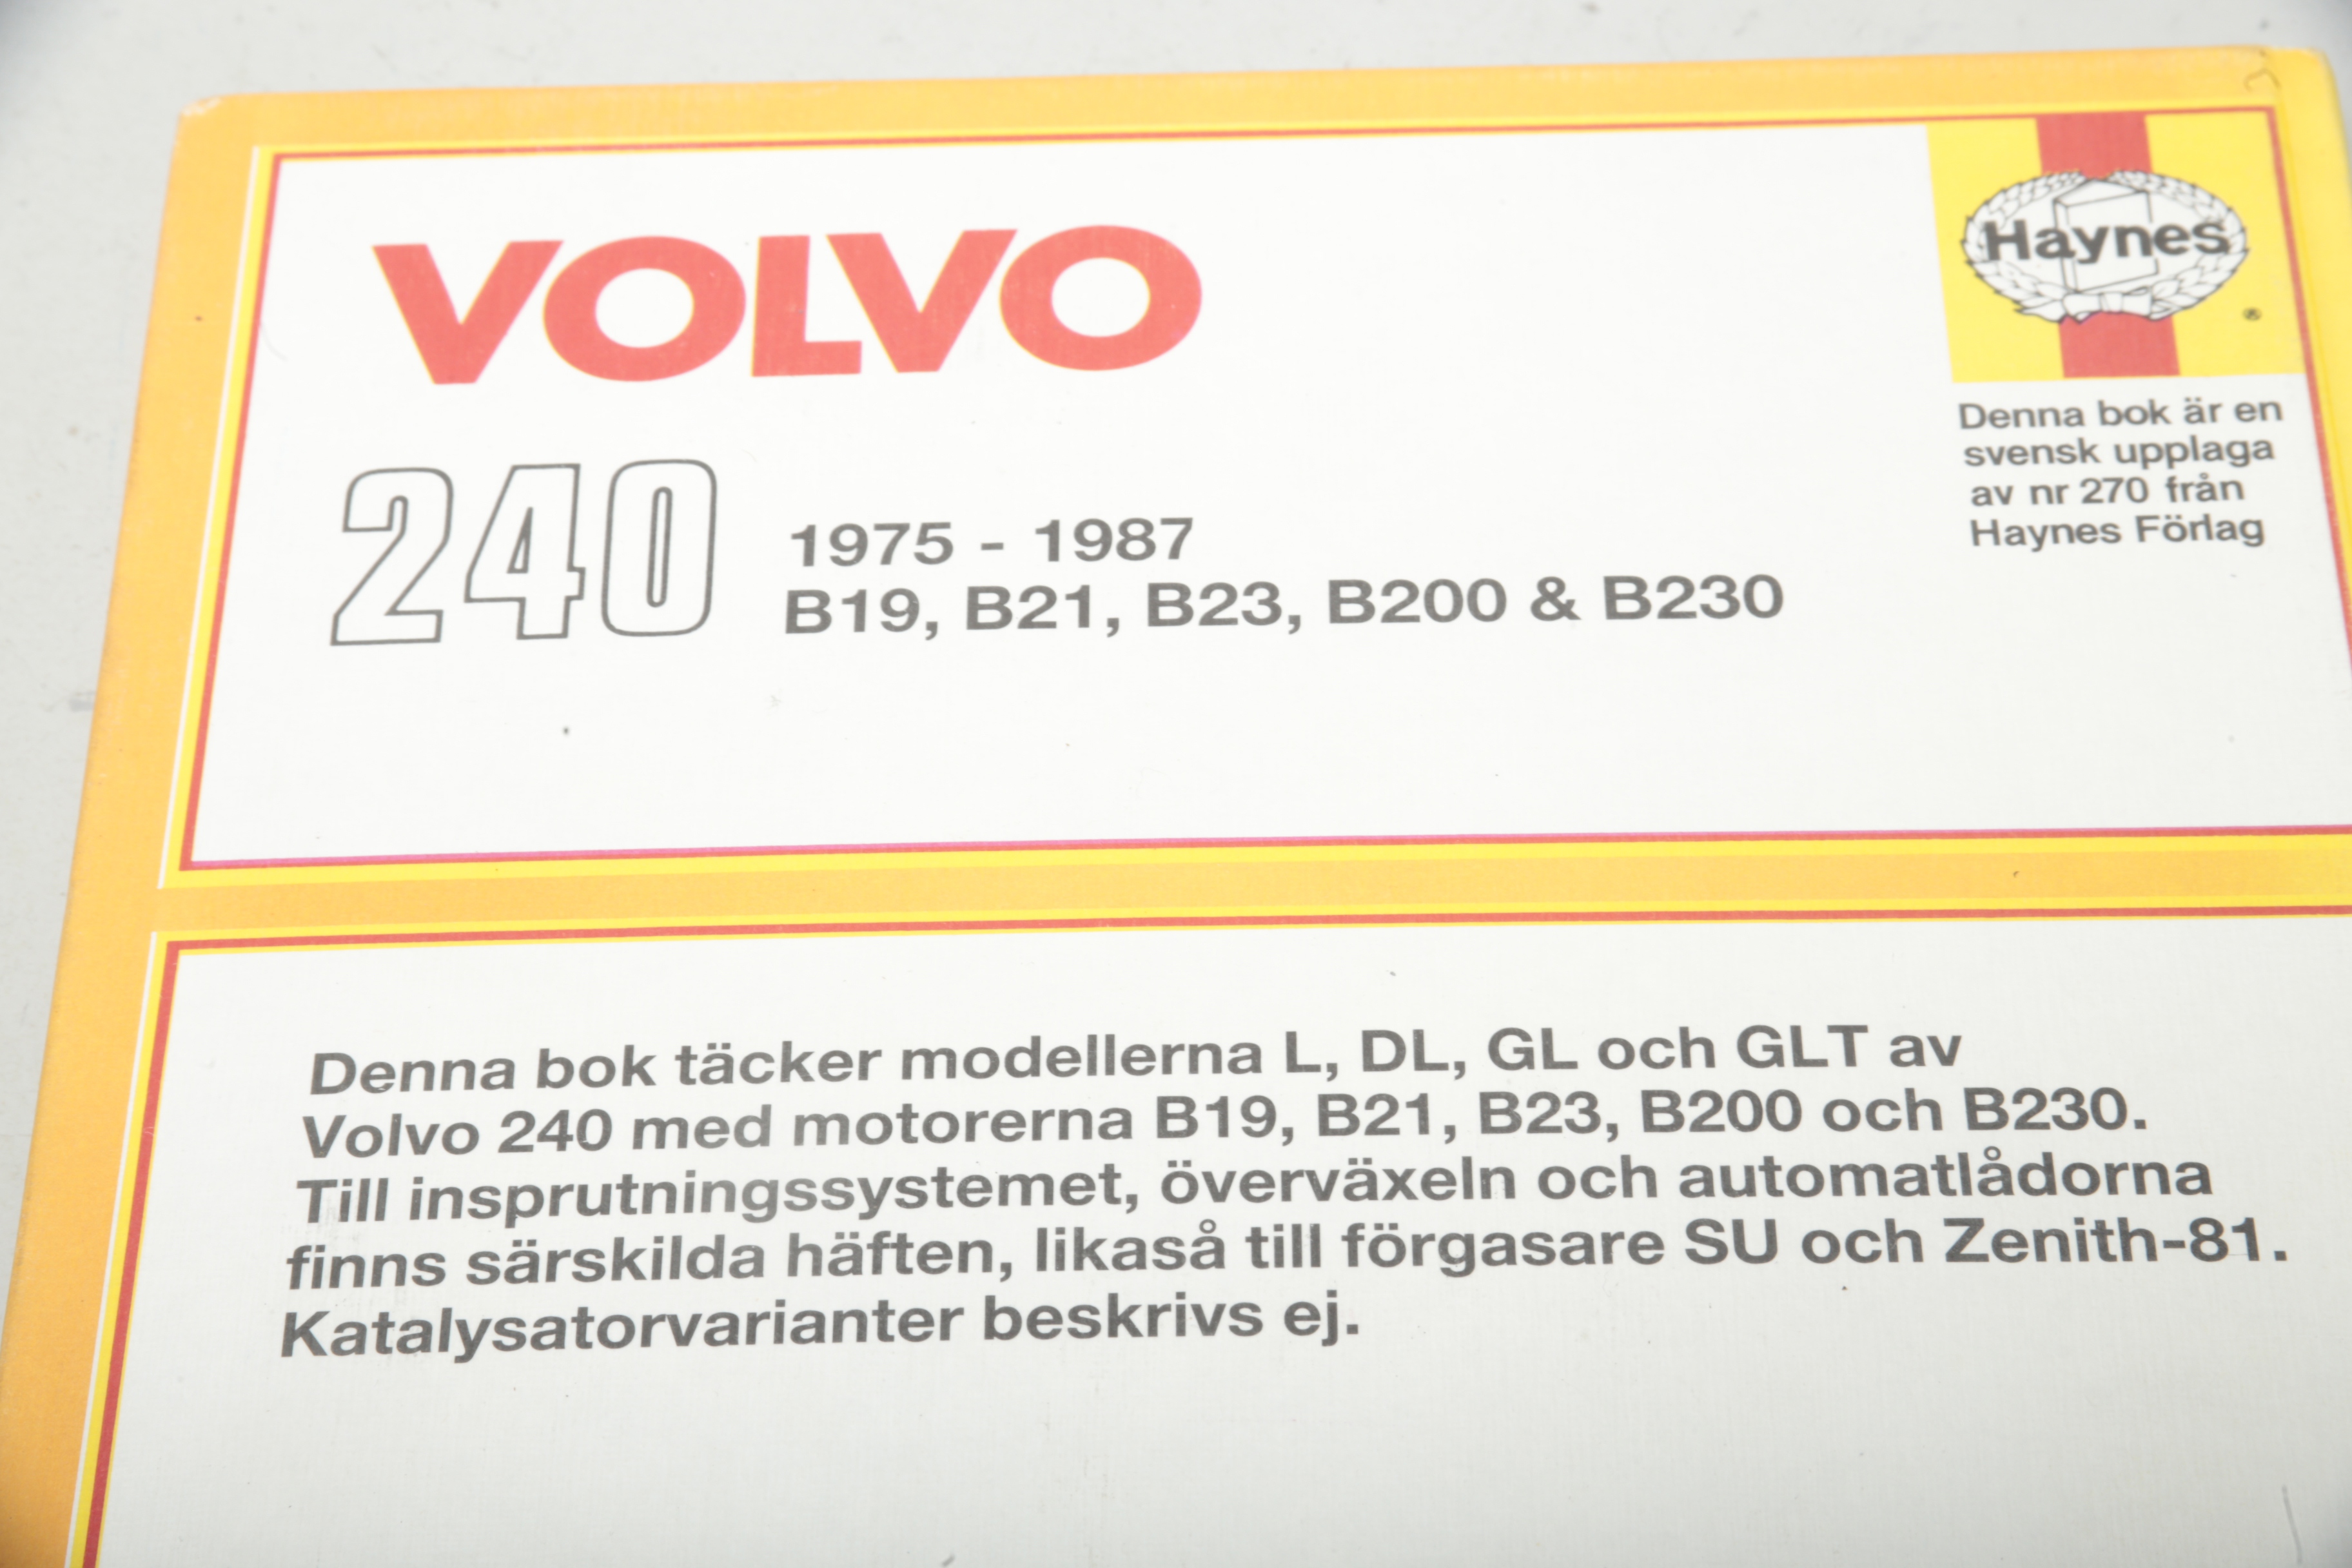 VOLVO
240
1975 - 1987
B19, B21, B23, B200 & B230
Haynes
®
Denna bok är en
svensk upplaga
av nr 270 från
Haynes Förlag
Denna bok täcker modellerna L, DL, GL och GLT av
Volvo 240 med motorerna B19, B21, B23, B200 och B230.
Till insprutningssystemet, överväxeln och automatlådorna
finns särskilda häften, likaså till förgasare SU och Zenith-81.
Katalysatorvarianter beskrivs ej.